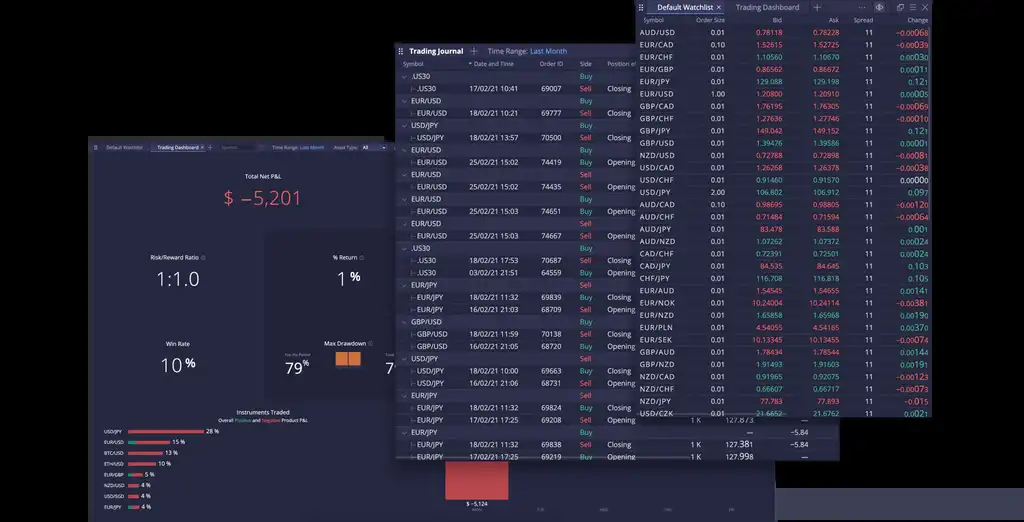 Default Watchlist Trading Dashboard
Symbol Order Size Bid Ask Spread Change
AUD/USD 0.01 0.78118 0.78228 11 −0.00068
EUR/CAD 0.10 1.52615 1.52725 11 −0.00039
EUR/CHF 0.01 1.10560 1.10670 11 0.00030
EUR/GBP 0.01 0.86562 0.86672 11 0.00011
EUR/JPY 0.01 129.088 129.198 11 0.121
EUR/USD 1.00 1.20800 1.20910 11 0.00005
GBP/CAD 0.01 1.76195 1.76305 11 −0.00069
GBP/CHF 0.01 1.27636 1.27746 11 −0.00010
GBP/JPY 0.01 149.042 149.152 11 0.121
GBP/USD 0.01 1.39476 1.39586 11 0.00001
NZD/USD 0.01 0.72788 0.72898 11 −0.00081
USD/CAD 0.01 1.26268 1.26378 11 −0.00038
USD/CHF 0.01 0.91460 0.91570 11 0.00000
USD/JPY 2.00 106.802 106.912 11 0.097
AUD/CAD 0.10 0.98695 0.98805 11 −0.00120
AUD/CHF 0.01 0.71484 0.71594 11 −0.00064
AUD/JPY 0.01 83.478 83.588 11 0.001
AUD/NZD 0.01 1.07262 1.07372 11 0.00024
CAD/CHF 0.01 0.72391 0.72501 11 0.00024
CAD/JPY 0.01 84.535 84.645 11 0.103
CHF/JPY 0.01 116.708 116.818 11 0.105
EUR/AUD 0.01 1.54545 1.54655 11 0.00141
EUR/NOK 0.01 10.24004 10.24114 11 −0.00381
EUR/NZD 0.01 1.65858 1.65968 11 0.00190
EUR/PLN 0.01 4.54055 4.54165 11 0.00370
EUR/SEK 0.01 10.13345 10.13455 11 −0.00074
GBP/AUD 0.01 1.78434 1.78544 11 0.00144
GBP/NZD 0.01 1.91493 1.91603 11 0.00191
NZD/CAD 0.01 0.91965 0.92075 11 −0.00123
NZD/CHF 0.01 0.66607 0.66717 11 −0.00073
NZD/JPY 0.01 77.783 77.893 11 −0.015
USD/CZK 0.01 21.6652 21.6762 11 0.0021
Trading Journal Time Range: Last Month
Symbol Date and Time Order ID Side Position ef
.US30 Buy
.US30 17/02/21 10:41 69007 Sell Closing
EUR/USD Buy
EUR/USD 18/02/21 10:21 69777 Sell Closing
USD/JPY Buy
USD/JPY 18/02/21 13:57 70500 Sell Closing
EUR/USD Buy
EUR/USD 25/02/21 15:02 74419 Buy Opening
EUR/USD Sell
EUR/USD 25/02/21 15:02 74435 Sell Opening
EUR/USD Buy
EUR/USD 25/02/21 15:03 74651 Buy Opening
EUR/USD Sell
EUR/USD 25/02/21 15:03 74667 Sell Opening
.US30 Buy
.US30 18/02/21 17:53 70687 Sell Closing
.US30 03/02/21 21:51 64559 Buy Opening
EUR/JPY Sell
EUR/JPY 18/02/21 11:32 69839 Buy Closing
EUR/JPY 16/02/21 21:03 68709 Sell Opening
GBP/USD Buy
GBP/USD 18/02/21 11:59 70138 Sell Closing
GBP/USD 16/02/21 21:05 68720 Buy Opening
USD/JPY Sell
USD/JPY 18/02/21 10:00 69663 Buy Closing
USD/JPY 16/02/21 21:06 68731 Sell Opening
EUR/JPY Sell
EUR/JPY 18/02/21 11:32 69824 Buy Closing
EUR/JPY 17/02/21 17:25 69208 Sell Opening 1 K 127.873 —
EUR/JPY Buy — −5.84
EUR/JPY 18/02/21 11:32 69838 Sell Closing 1 K 127.381 −5.84
EUR/JPY 17/02/21 17:25 69219 Buy Opening 1 K 127.998 —
Default Watchlist Trading Dashboard Symbol Time Range: Last Month Asset Type: All
Total Net P&L
$ −5,201
Risk/Reward Ratio % Return
1:1.0 1 %
Win Rate Max Drawdown
10 % 79%
Instruments Traded
Overall Positive and Negative Product P&L
USD/JPY 28 %
EUR/USD 15 %
BTC/USD 13 %
ETH/USD 10 %
EUR/GBP 5 %
NZD/USD 4 %
USD/SGD 4 %
EUR/JPY 4 %
$ −5,124